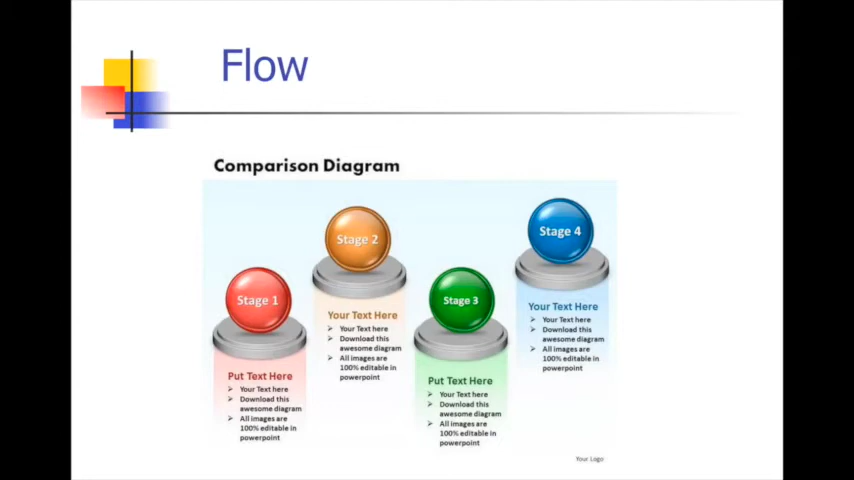 Flow
Comparison Diagram
Stage 1
Put Text Here
Your Text here
Download this
awesome diagram
All images are
100% editable in
powerpoint
Stage 2
Your Text Here
Your Text here
Download this
awesome diagram
All images are
100% editable in
powerpoint
Stage 3
Put Text Here
Your Text here
Download this
awesome diagram
All images are
100% editable in
powerpoint
Stage 4
Your Text Here
Your Text here
Download this
awesome diagram
All images are
100% editable in
powerpoint
Your Logo